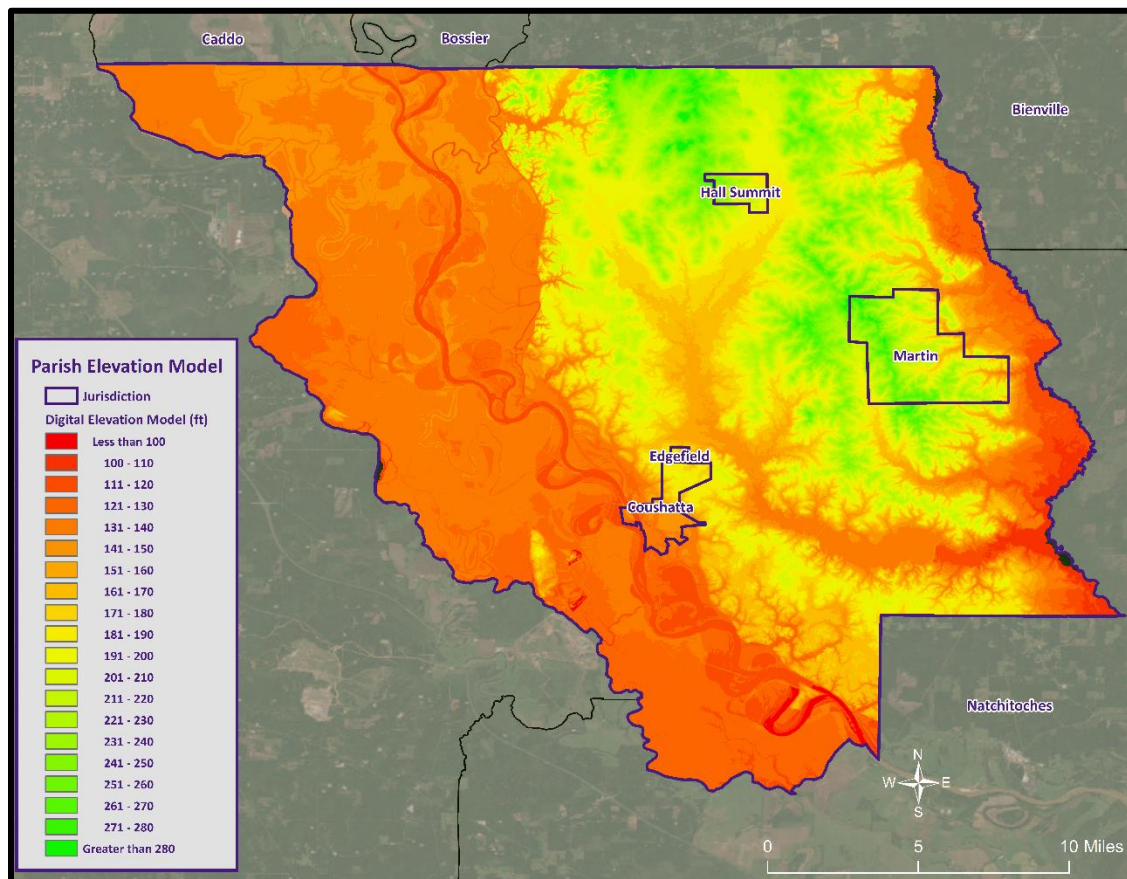 Caddo
Bossier
Bienville
Hall Summit
Martin
Edgefield
Coushatta
Natchitoches
Parish Elevation Model
Jurisdiction
Digital Elevation Model (ft)
Less than 100
100 - 110
111 - 120
121 - 130
131 - 140
141 - 150
151 - 160
161 - 170
171 - 180
181 - 190
191 - 200
201 - 210
211 - 220
221 - 230
231 - 240
241 - 250
251 - 260
261 - 270
271 - 280
Greater than 280
N
W E
S
0 5 10 Miles